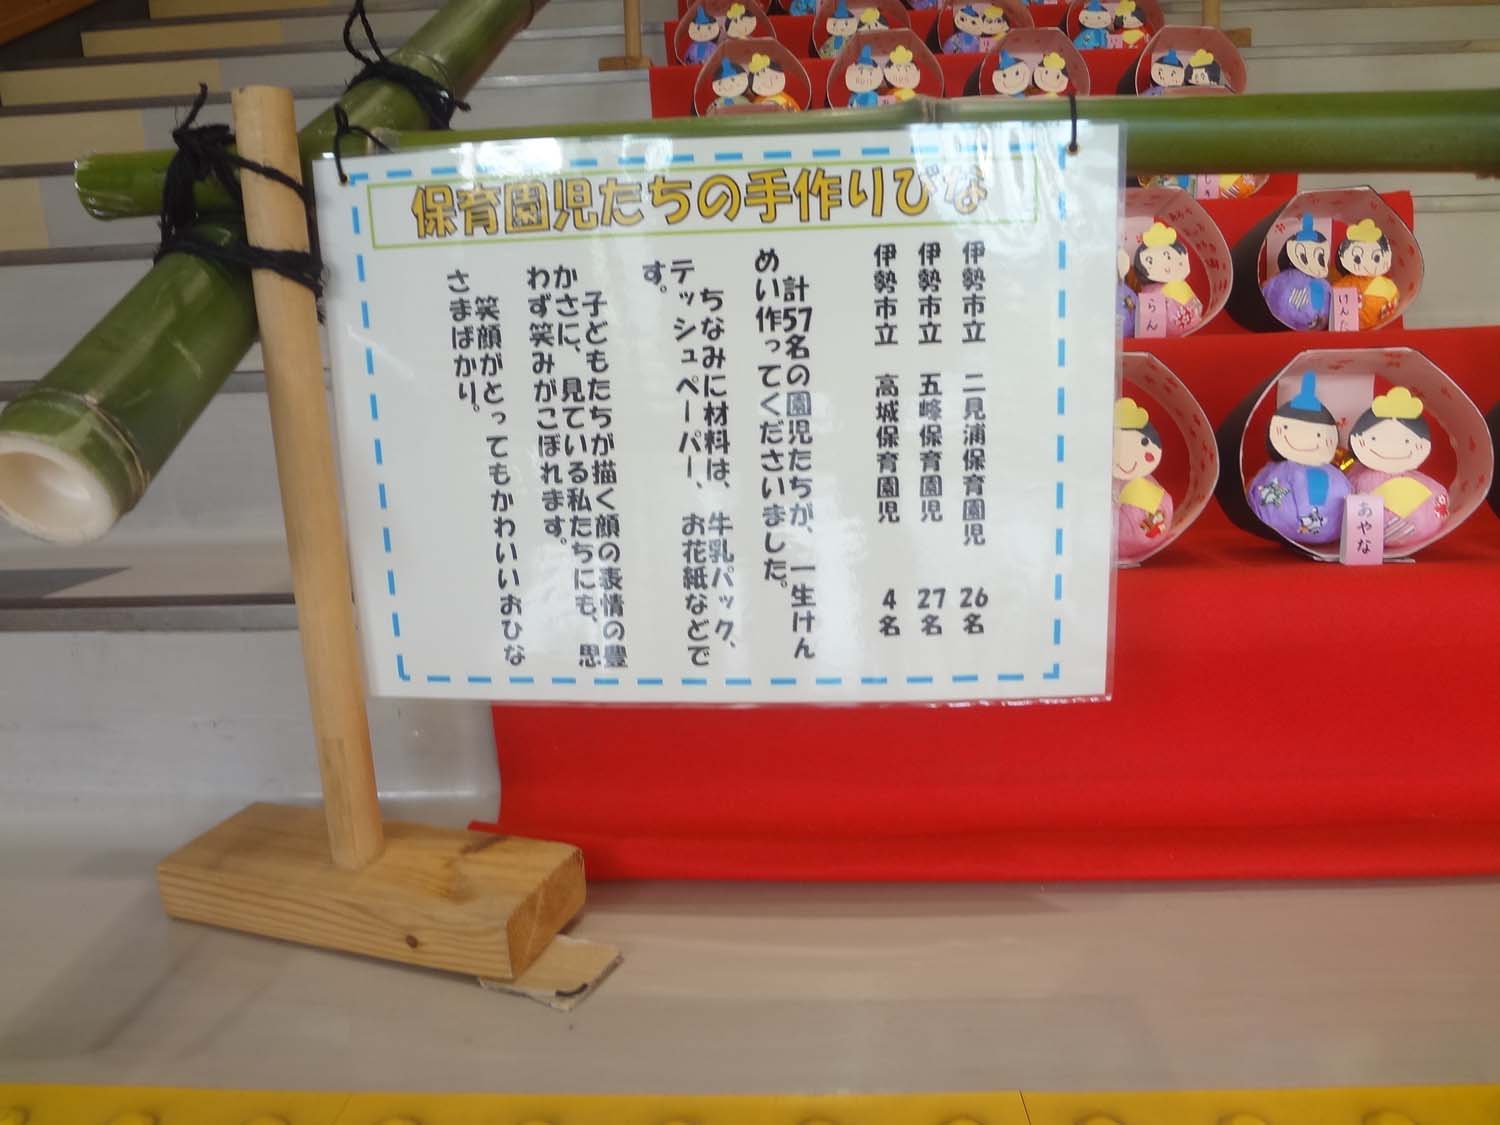 保育園児たちの手作りびな
伊勢市立 二見浦保育園児 26名
伊勢市立 五峰保育園児 27名
伊勢市立 高城保育園児 4名
計57名の園児たちが、一生けん
めい作ってくださいました。
ちなみに材料は、牛乳パック、
テッシュペーパー、お花紙などで
す。
子どもたちが描く顔の表情の豊
かさに、見ている私たちにも、思
わず笑みがこぼれます。
笑顔がとってもかわいいおひな
さまばかり。
らん
あやな